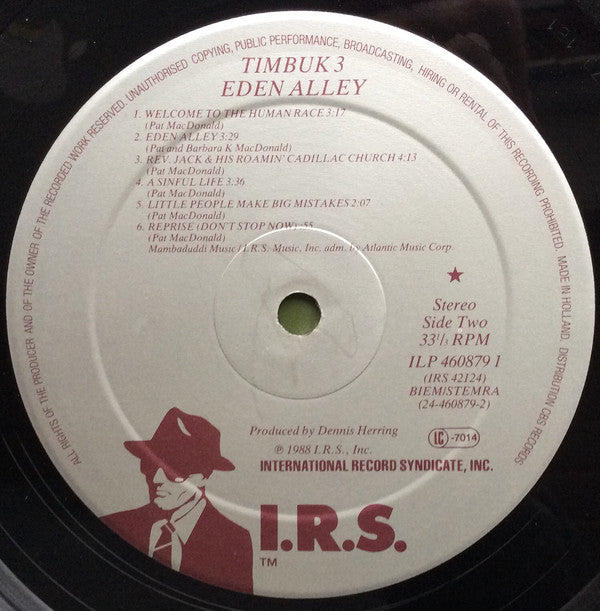 ALL RIGHTS OF THE PRODUCER AND OF THE OWNER OF THE RECORDED WORK RESERVED. UNAUTHORISED COPYING, PUBLIC PERFORMANCE, BROADCASTING, HIRING OR RENTAL OF THIS RECORDING PROHIBITED. MADE IN HOLLAND. DISTRIBUTION CBS RECORDS
TIMBUK 3
EDEN ALLEY
1. WELCOME TO THE HUMAN RACE 3:17
(Pat MacDonald)
2. EDEN ALLEY 3:29
(Pat and Barbara K MacDonald)
3. REV. JACK & HIS ROAMIN' CADILLAC CHURCH 4:13
(Pat MacDonald)
4. A SINFUL LIFE 3.36
(Pat MacDonald)
5. LITTLE PEOPLE MAKE BIG MISTAKES 2:07
(Pat MacDonald)
6. REPRISE (DON'T STOP NOW) :55
(Pat MacDonald)
Mambadaddi Music / I.R.S. Music, Inc. adm. by Atlantic Music Corp.
Stereo
Side Two
33 1/3 RPM
ILP 460879 1
(IRS 42124)
BIEM/STEMRA
(24-460879-2)
Produced by Dennis Herring
LC -7014
℗ 1988 I.R.S., Inc.
INTERNATIONAL RECORD SYNDICATE, INC.
I.R.S.
TM